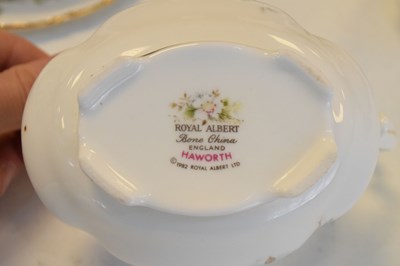 ROYAL ALBERT
Bone China
ENGLAND
HAWORTH
© 1985 ROYAL ALBERT LTD